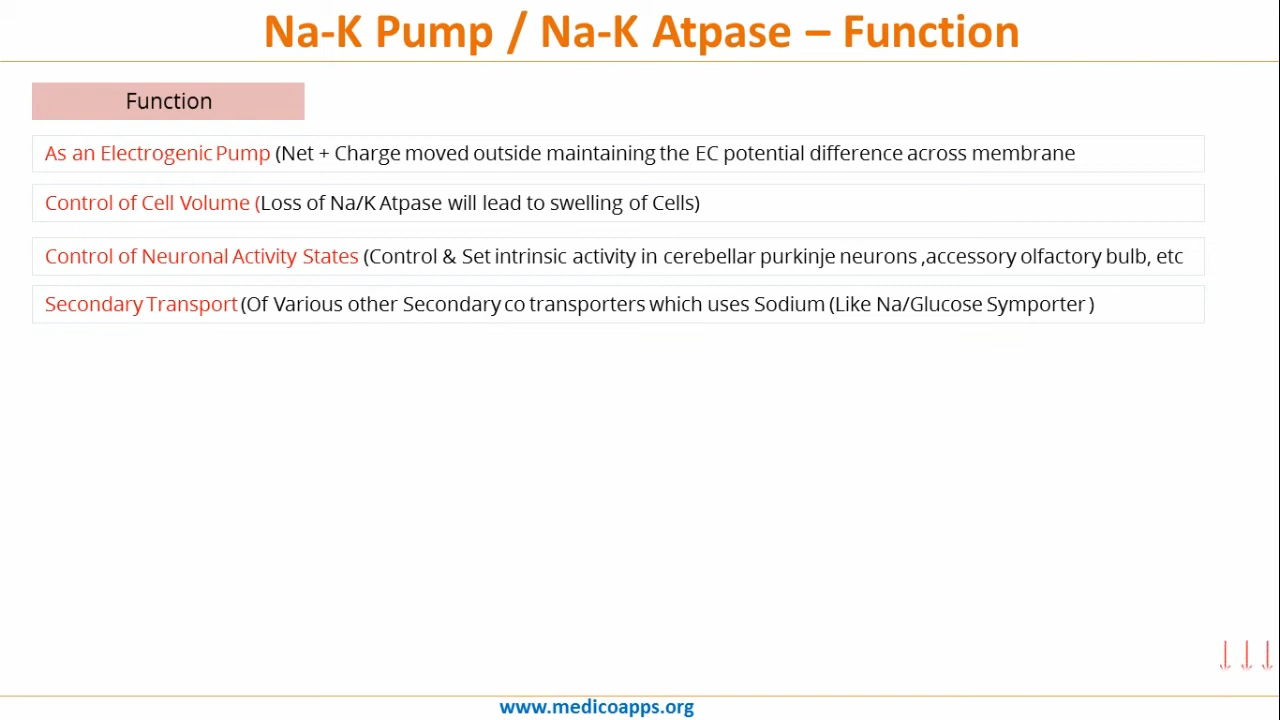 Na-K Pump / Na-K Atpase – Function
Function
As an Electrogenic Pump (Net + Charge moved outside maintaining the EC potential difference across membrane
Control of Cell Volume (Loss of Na/K Atpase will lead to swelling of Cells)
Control of Neuronal Activity States (Control & Set intrinsic activity in cerebellar purkinje neurons ,accessory olfactory bulb, etc
Secondary Transport (Of Various other Secondary co transporters which uses Sodium (Like Na/Glucose Symporter )
www.medicoapps.org